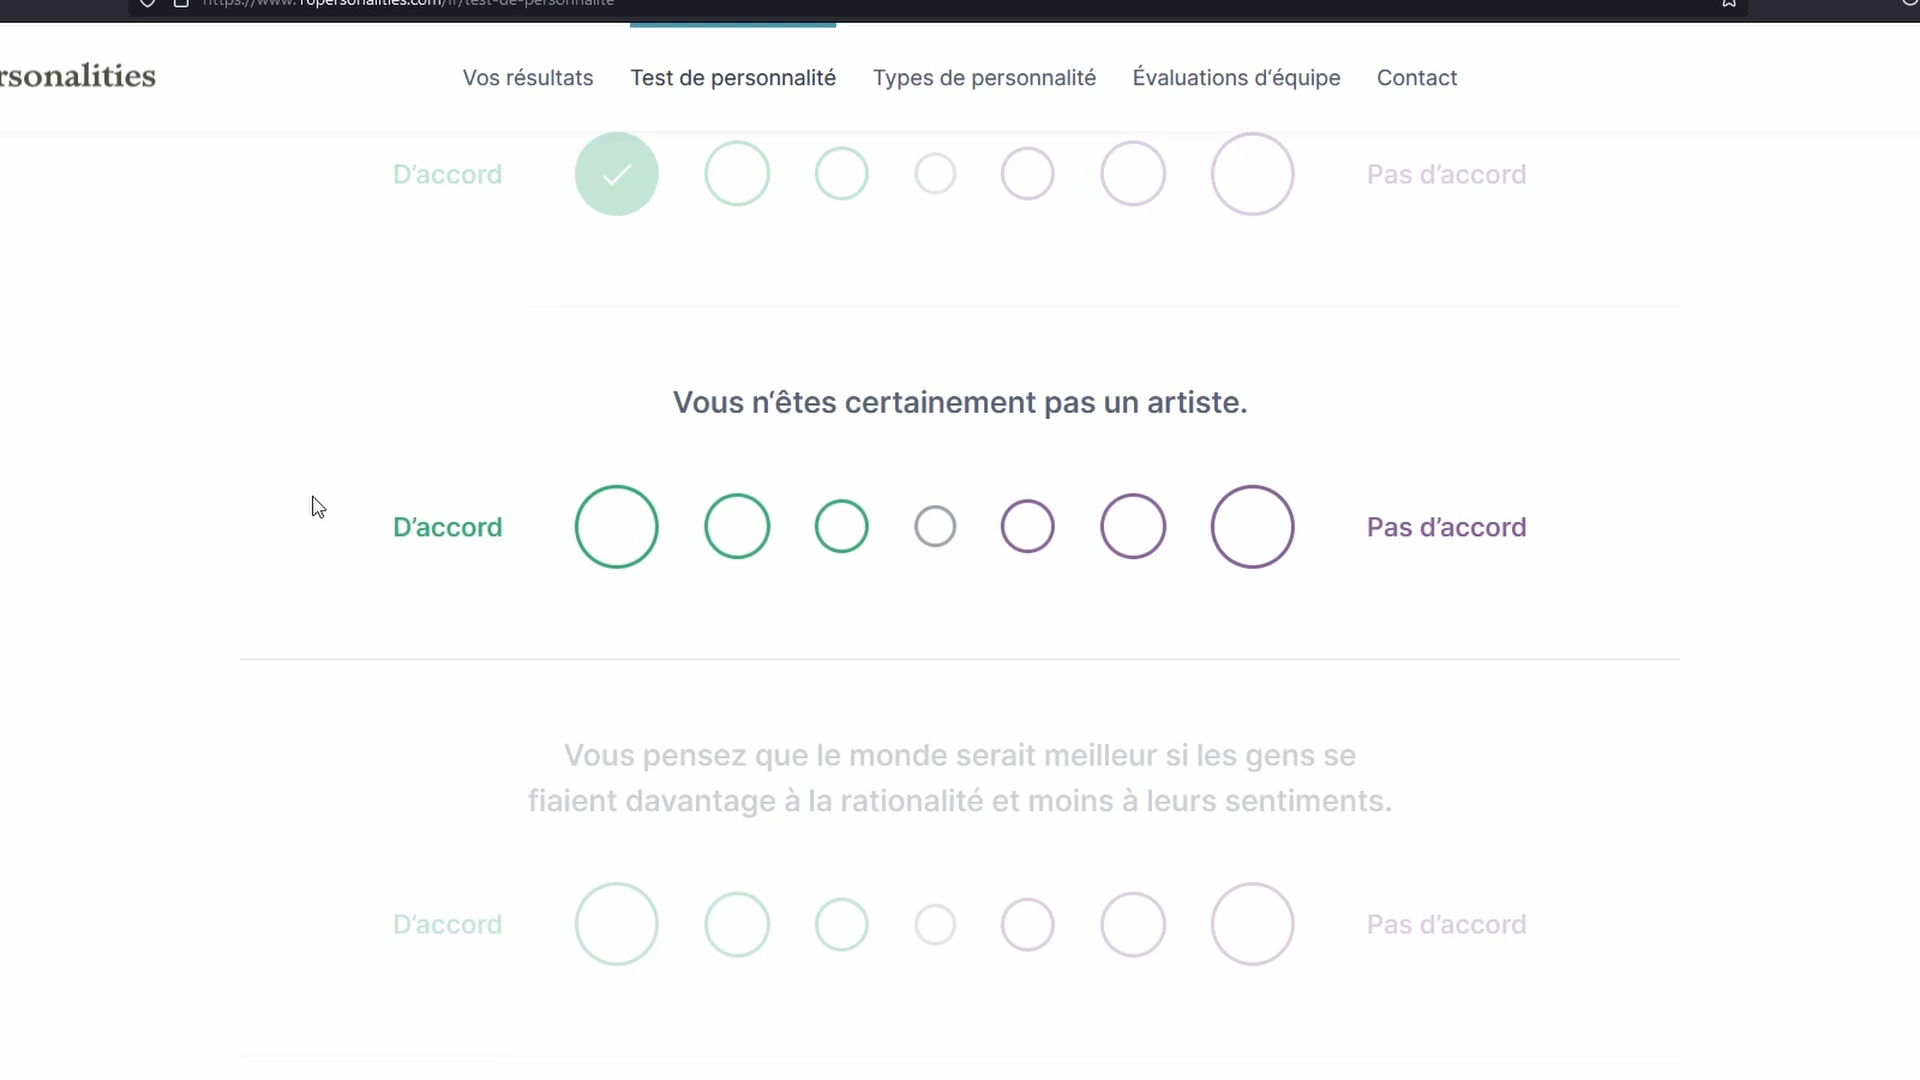 rsonalities
Vos résultats
Test de personnalité
Types de personnalité
Évaluations d‘équipe
Contact
D’accord
Pas d’accord
Vous n‘êtes certainement pas un artiste.
D’accord
Pas d’accord
Vous pensez que le monde serait meilleur si les gens se
fiaient davantage à la rationalité et moins à leurs sentiments.
D’accord
Pas d’accord